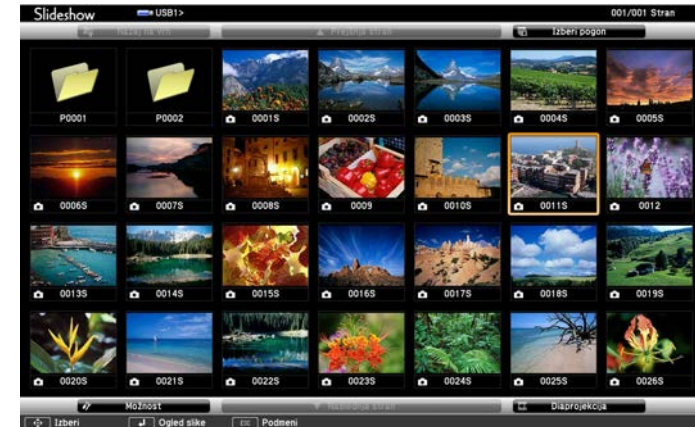 Slideshow USB1> 001/001 Stran
Nazaj na vrh Prejšnja stran Izberi pogon
P0001 P0002 0001S 0002S 0003S 0004S 0005S
0006S 0007S 0008S 0009 0010S 0011S 0012
0013S 0014S 0015S 0016S 0017S 0018S 0019S
0020S 0021S 0022S 0023S 0024S 0025S 0026S
Možnost Naslednja stran Diaprojekcija
Izberi Ogled slike Esc Podmeni